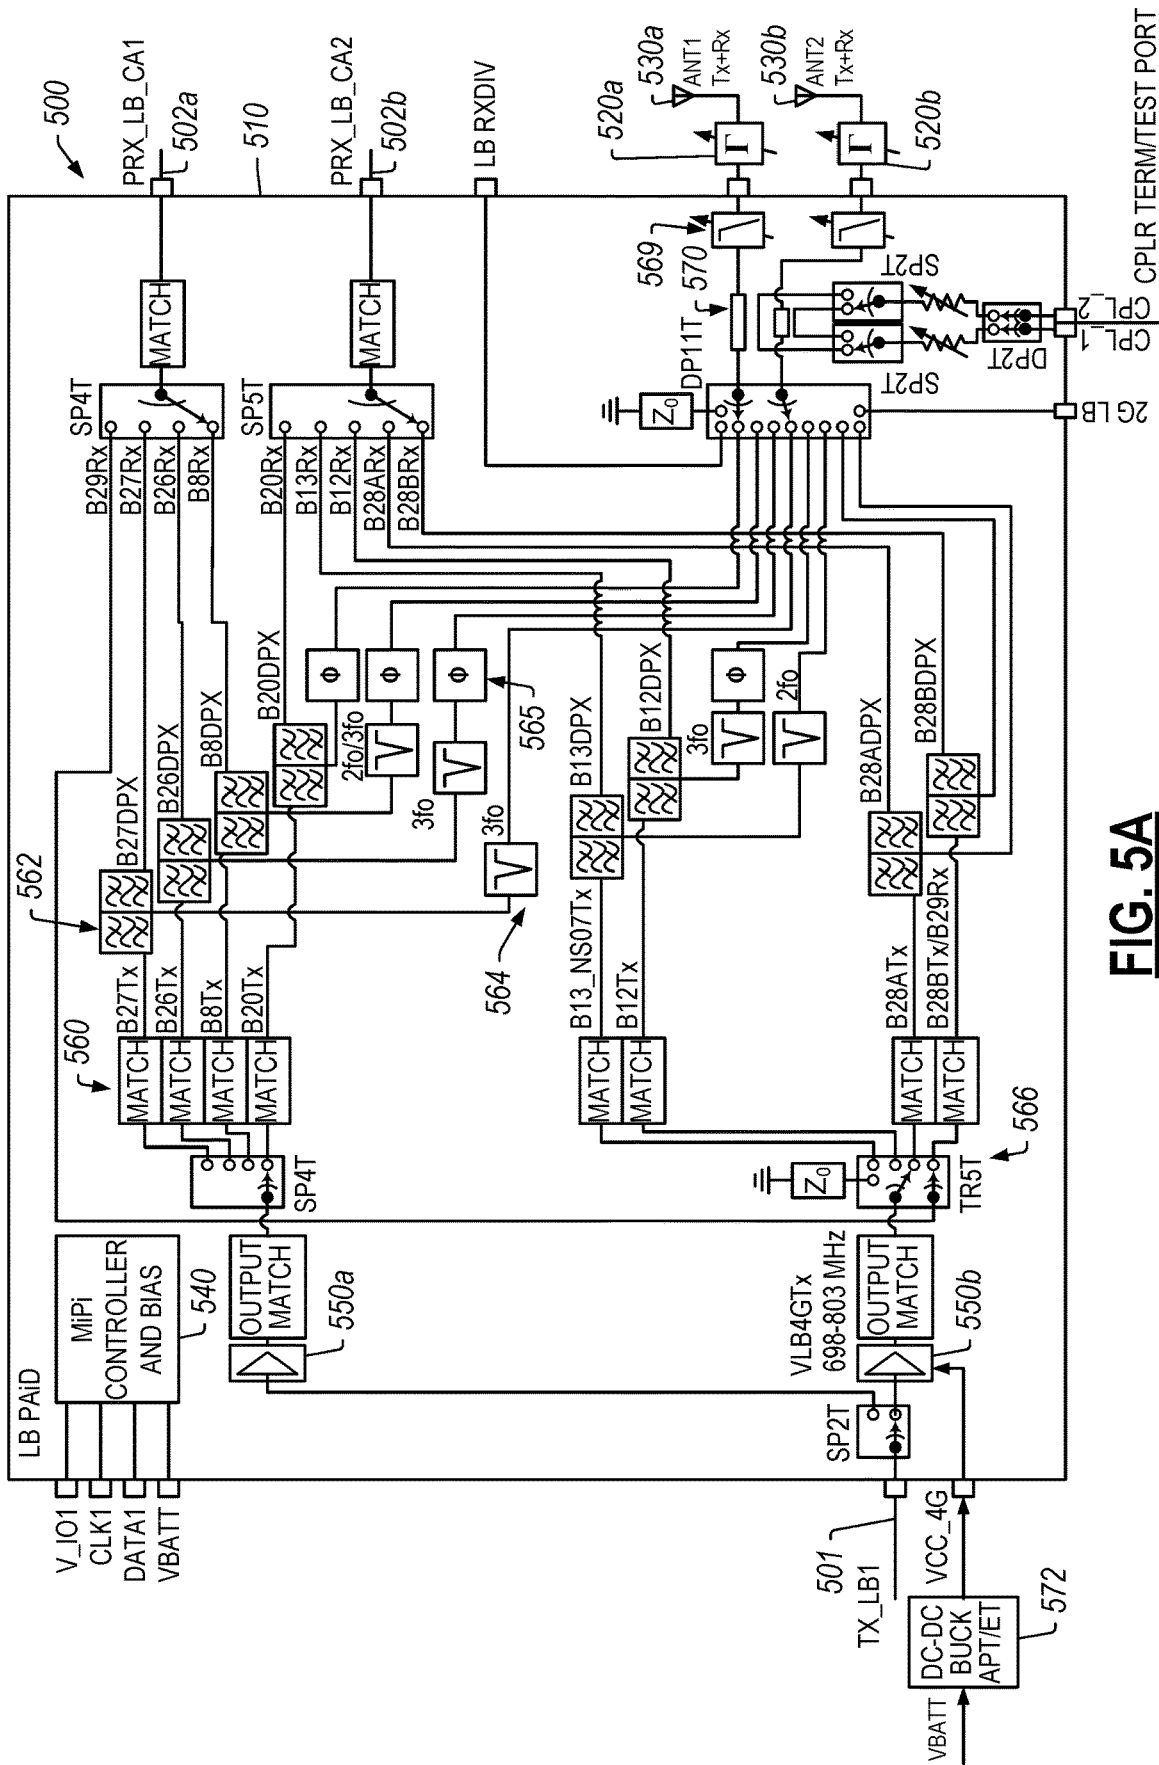 500
PRX_LB_CA1
502a
510
PRX_LB_CA2
502b
LB RXDIV
530a
ANT1
Tx+Rx
520a
530b
ANT2
Tx+Rx
520b
CPLR TERM/TEST PORT
MATCH
SP4T
MATCH
SP5T
569
570
DP11T
Z0
SP2T
SP2T
DP2T
CPL_2
CPL_1
2G LB
B29Rx
B27Rx
B26Rx
B8Rx
B20Rx
B13Rx
B12Rx
B28ARx
B28BRx
562
B27DPX
B26DPX
B8DPX
B20DPX
Φ
Φ
Φ
2fo/3fo
3fo
3fo
565
564
B13DPX
B12DPX
Φ
3fo
2fo
B28ADPX
B28BDPX
560
B27Tx
B26Tx
B8Tx
B20Tx
MATCH
MATCH
MATCH
MATCH
SP4T
B13_NS07Tx
B12Tx
MATCH
MATCH
B28ATx
B28BTx/B29Rx
MATCH
MATCH
Z0
TR5T
566
LB PAiD
MiPi
CONTROLLER
AND BIAS
540
OUTPUT
MATCH
550a
VLB4GTx
698-803 MHz
OUTPUT
MATCH
550b
SP2T
V_IO1
CLK1
DATA1
VBATT
501
TX_LB1
VCC_4G
DC-DC
BUCK
APT/ET
572
VBATT
Γ
Γ
FIG. 5A